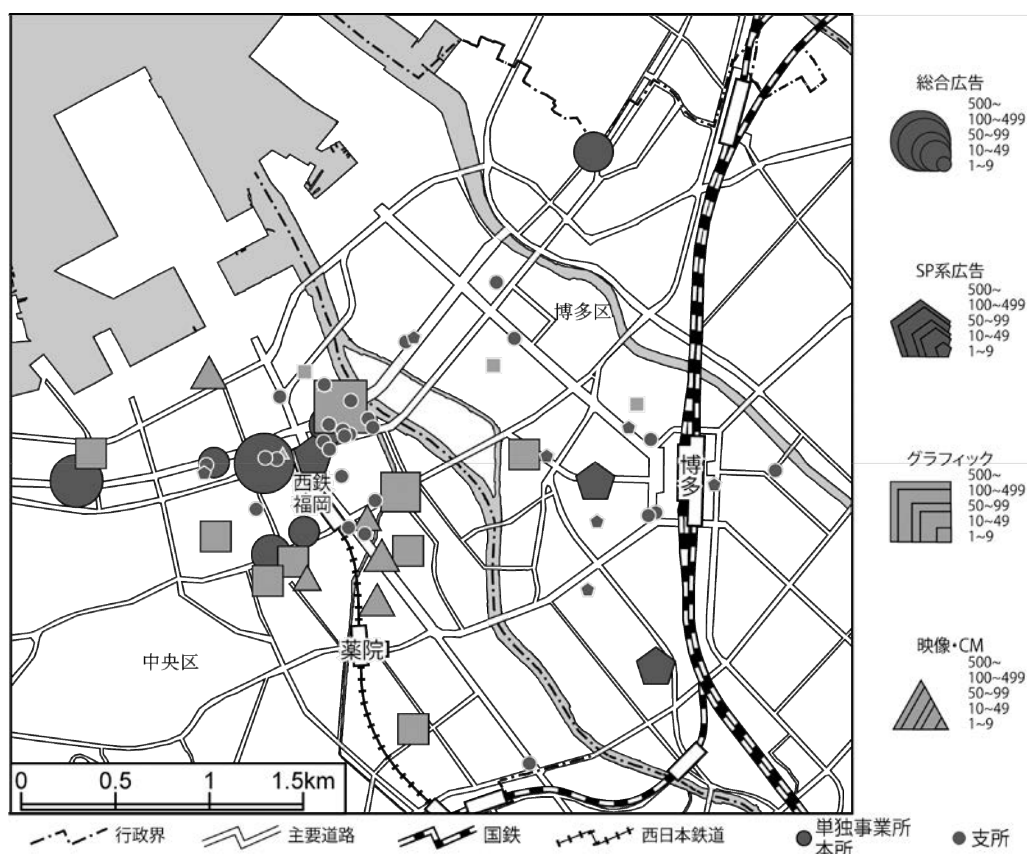 総合広告
500~
100~499
50~99
10~49
1~9
SP系広告
500~
100~499
50~99
10~49
1~9
グラフィック
500~
100~499
50~99
10~49
1~9
映像・CM
500~
100~499
50~99
10~49
1~9
博多区
西鉄
福岡
博多
薬院
中央区
0 0.5 1 1.5km
行政界
主要道路
国鉄
西日本鉄道
単独事業所
本所
支所